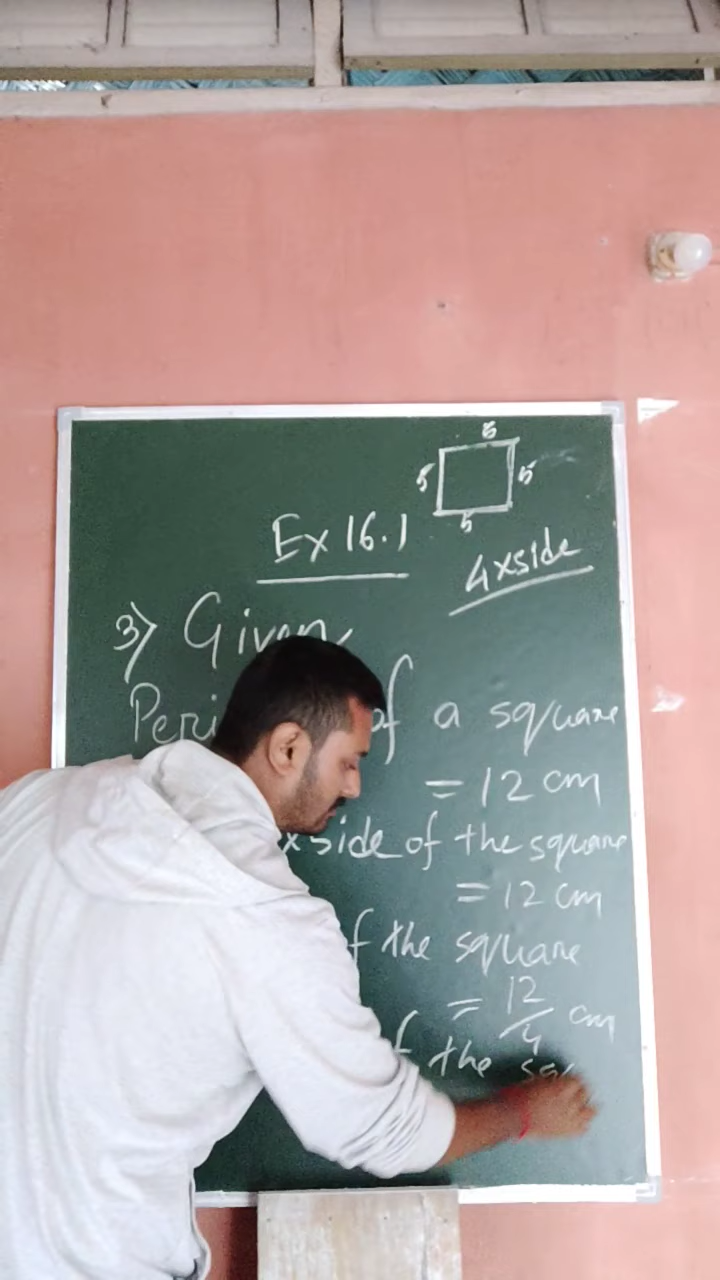 5
5 5
5
Ex 16.1
4xside
3) Given,
of a square
= 12 cm
xside of the square
= 12 cm
of the square
= 12/4 cm
the